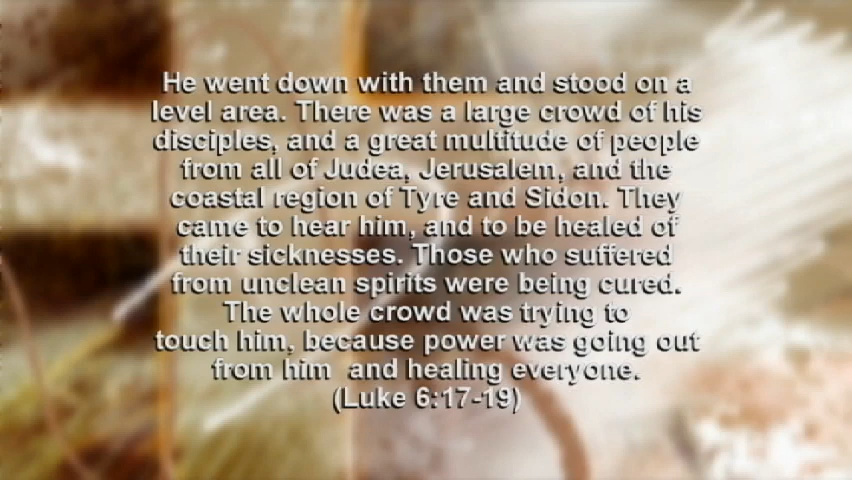 He went down with them and stood on a
level area. There was a large crowd of his
disciples, and a great multitude of people
from all of Judea, Jerusalem, and the
coastal region of Tyre and Sidon. They
came to hear him, and to be healed of
their sicknesses. Those who suffered
from unclean spirits were being cured.
The whole crowd was trying to
touch him, because power was going out
from him  and healing everyone.
(Luke 6:17-19)